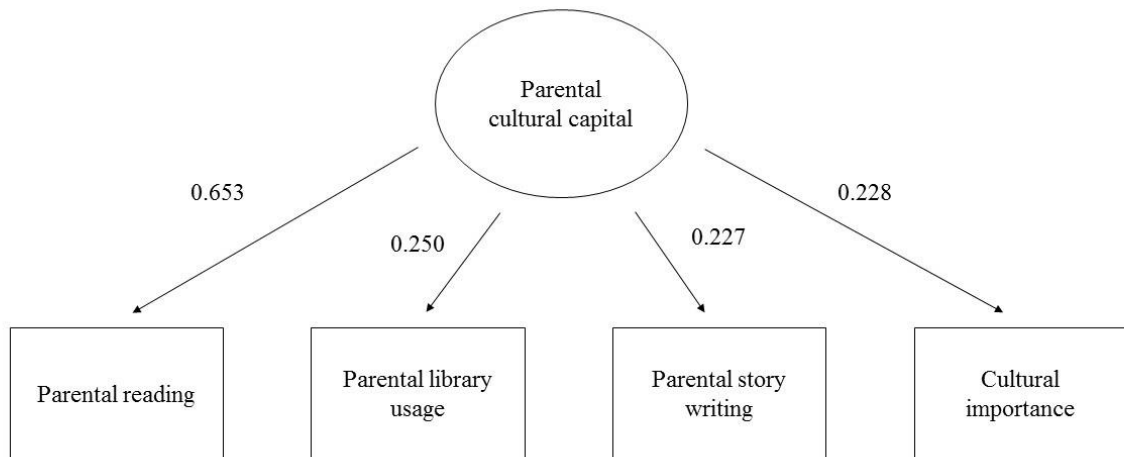 Parental
cultural capital
0.653
0.250
0.227
0.228
Parental reading
Parental library
usage
Parental story
writing
Cultural
importance